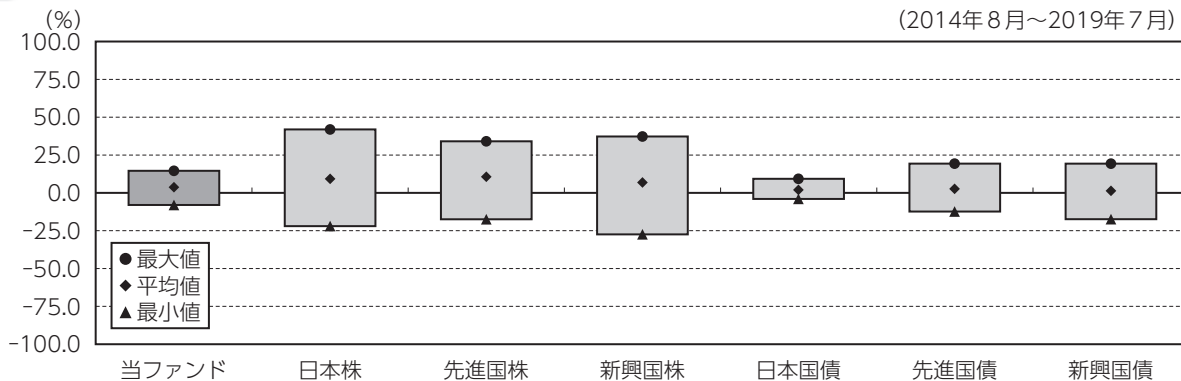 (%)
(2014年8月～2019年7月)
100.0
75.0
50.0
25.0
0.0
-25.0
-50.0
-75.0
-100.0
●最大値
◆平均値
▲最小値
当ファンド 日本株 先進国株 新興国株 日本国債 先進国債 新興国債